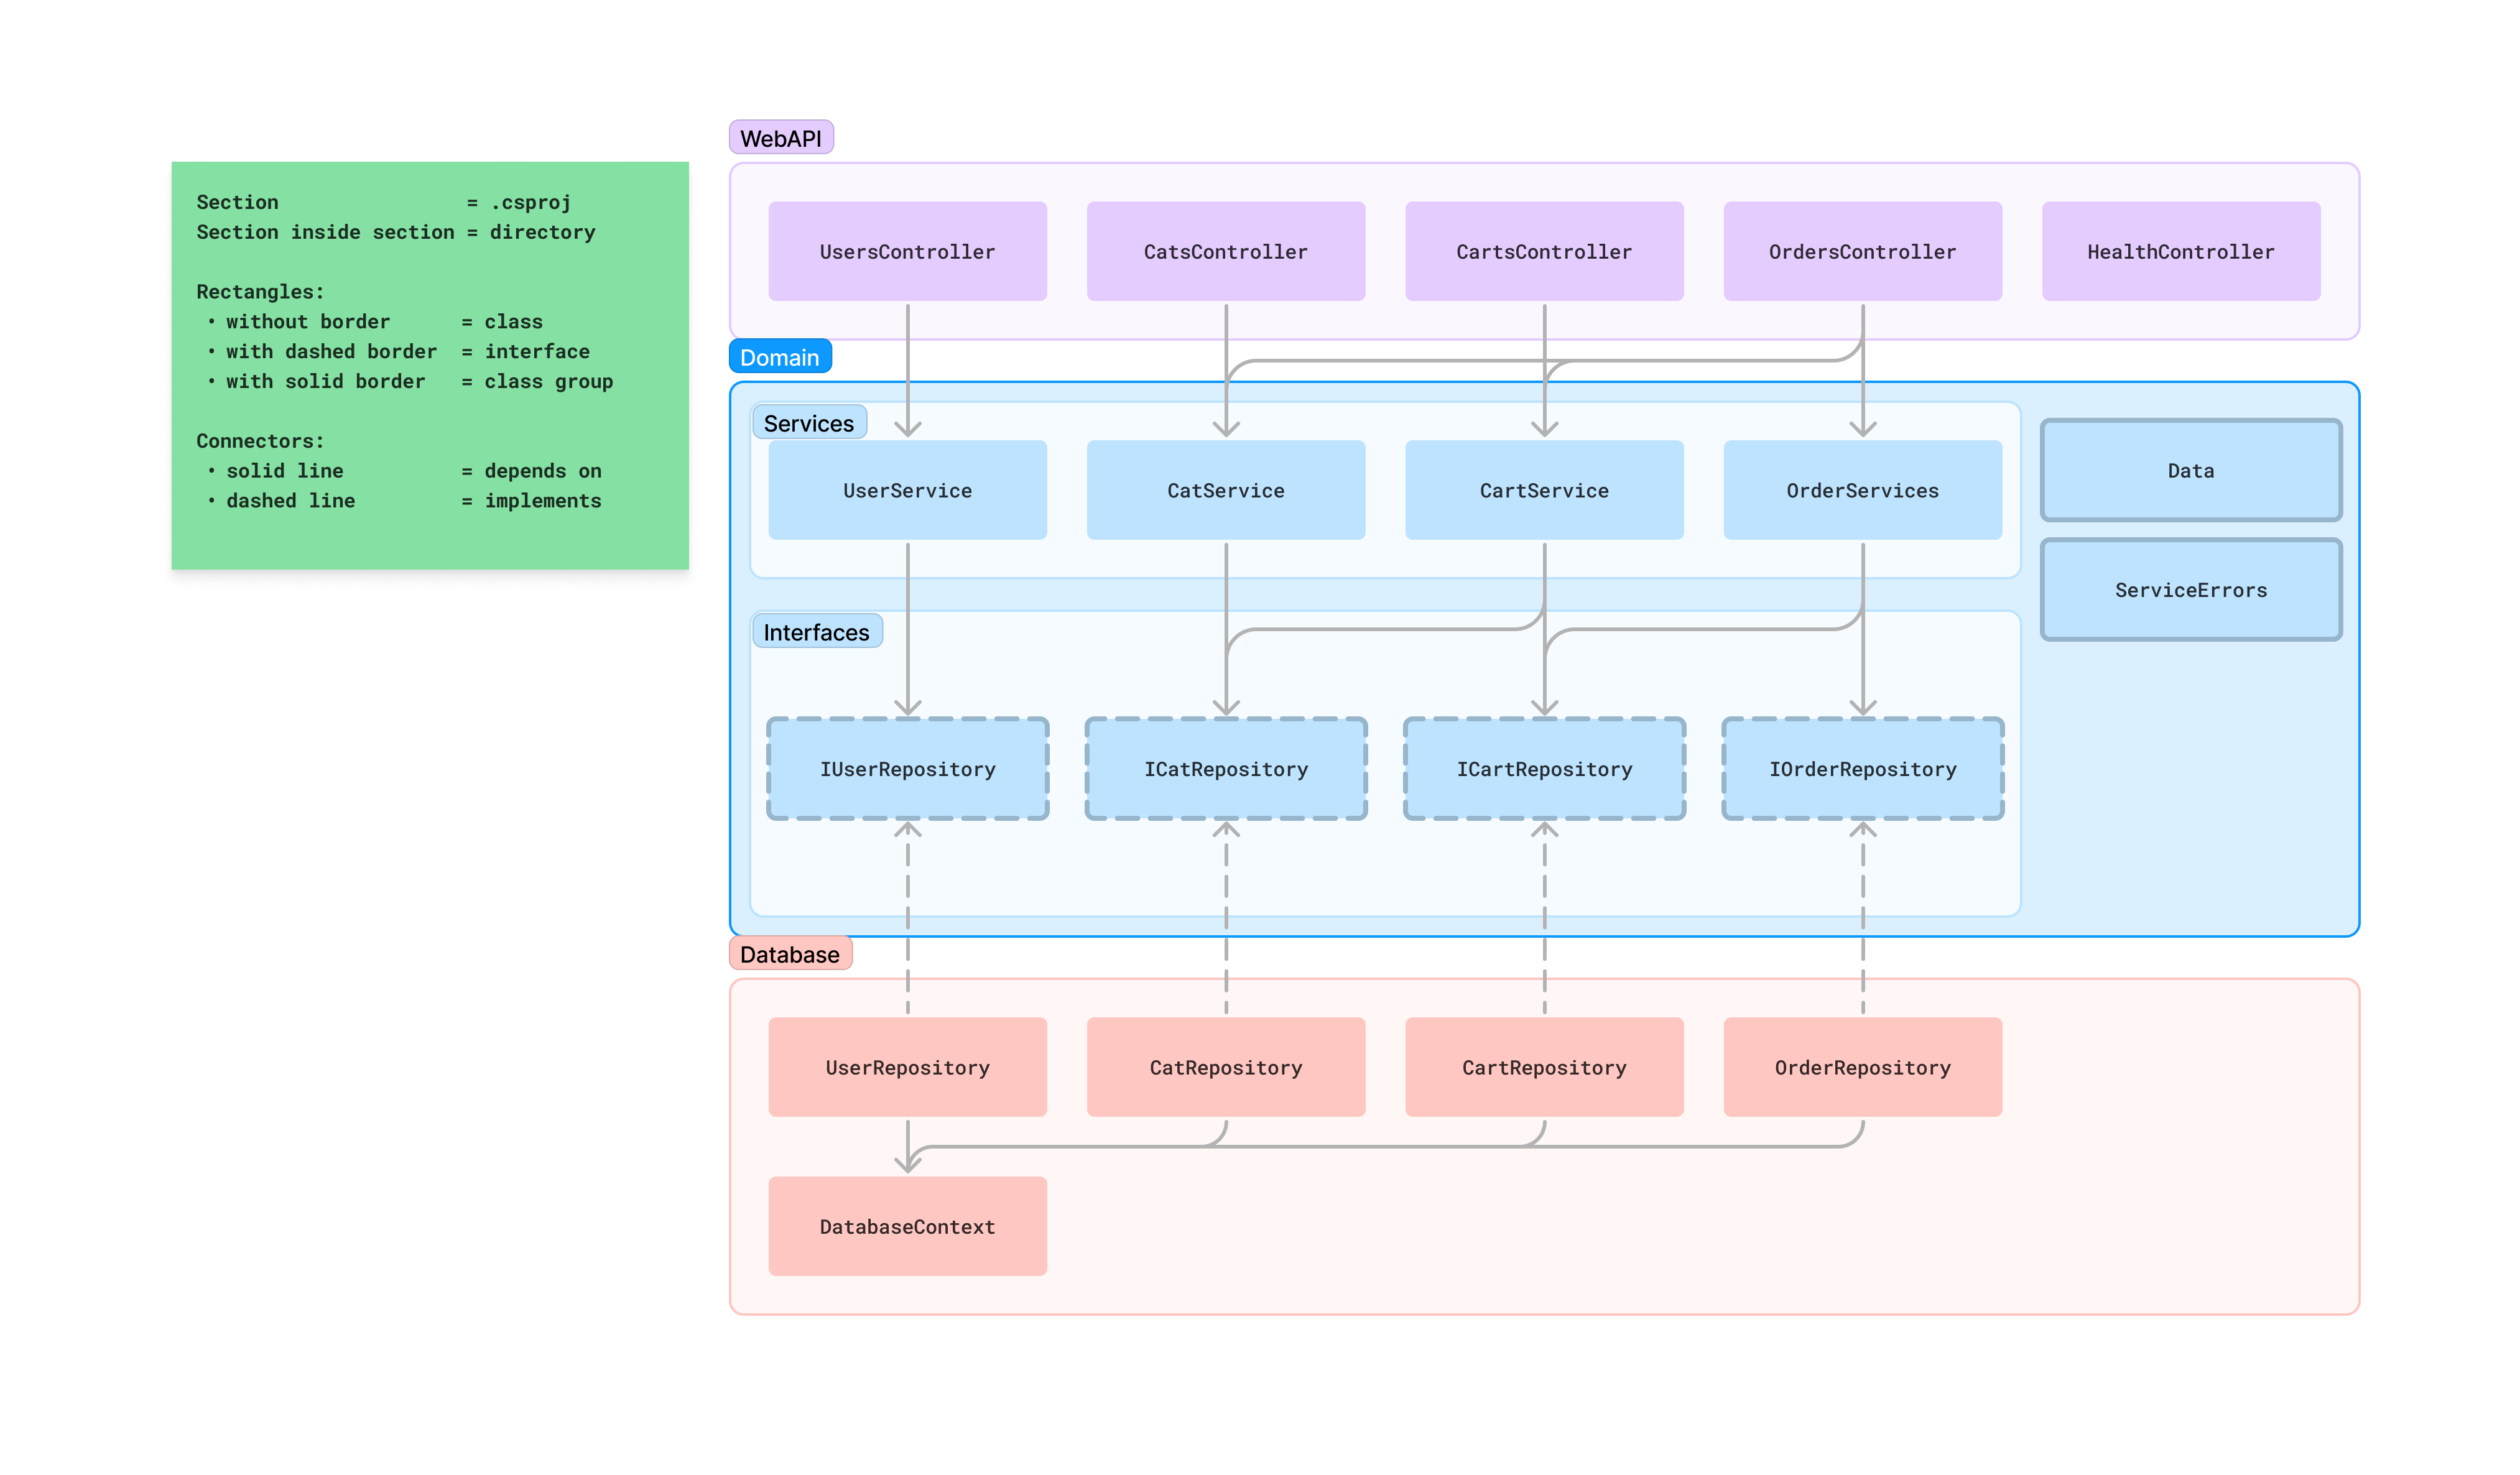 Section = .csproj
Section inside section = directory
Rectangles:
• without border = class
• with dashed border = interface
• with solid border = class group
Connectors:
• solid line = depends on
• dashed line = implements
WebAPI
UsersController
CatsController
CartsController
OrdersController
HealthController
Domain
Services
UserService
CatService
CartService
OrderServices
Data
ServiceErrors
Interfaces
IUserRepository
ICatRepository
ICartRepository
IOrderRepository
Database
UserRepository
CatRepository
CartRepository
OrderRepository
DatabaseContext